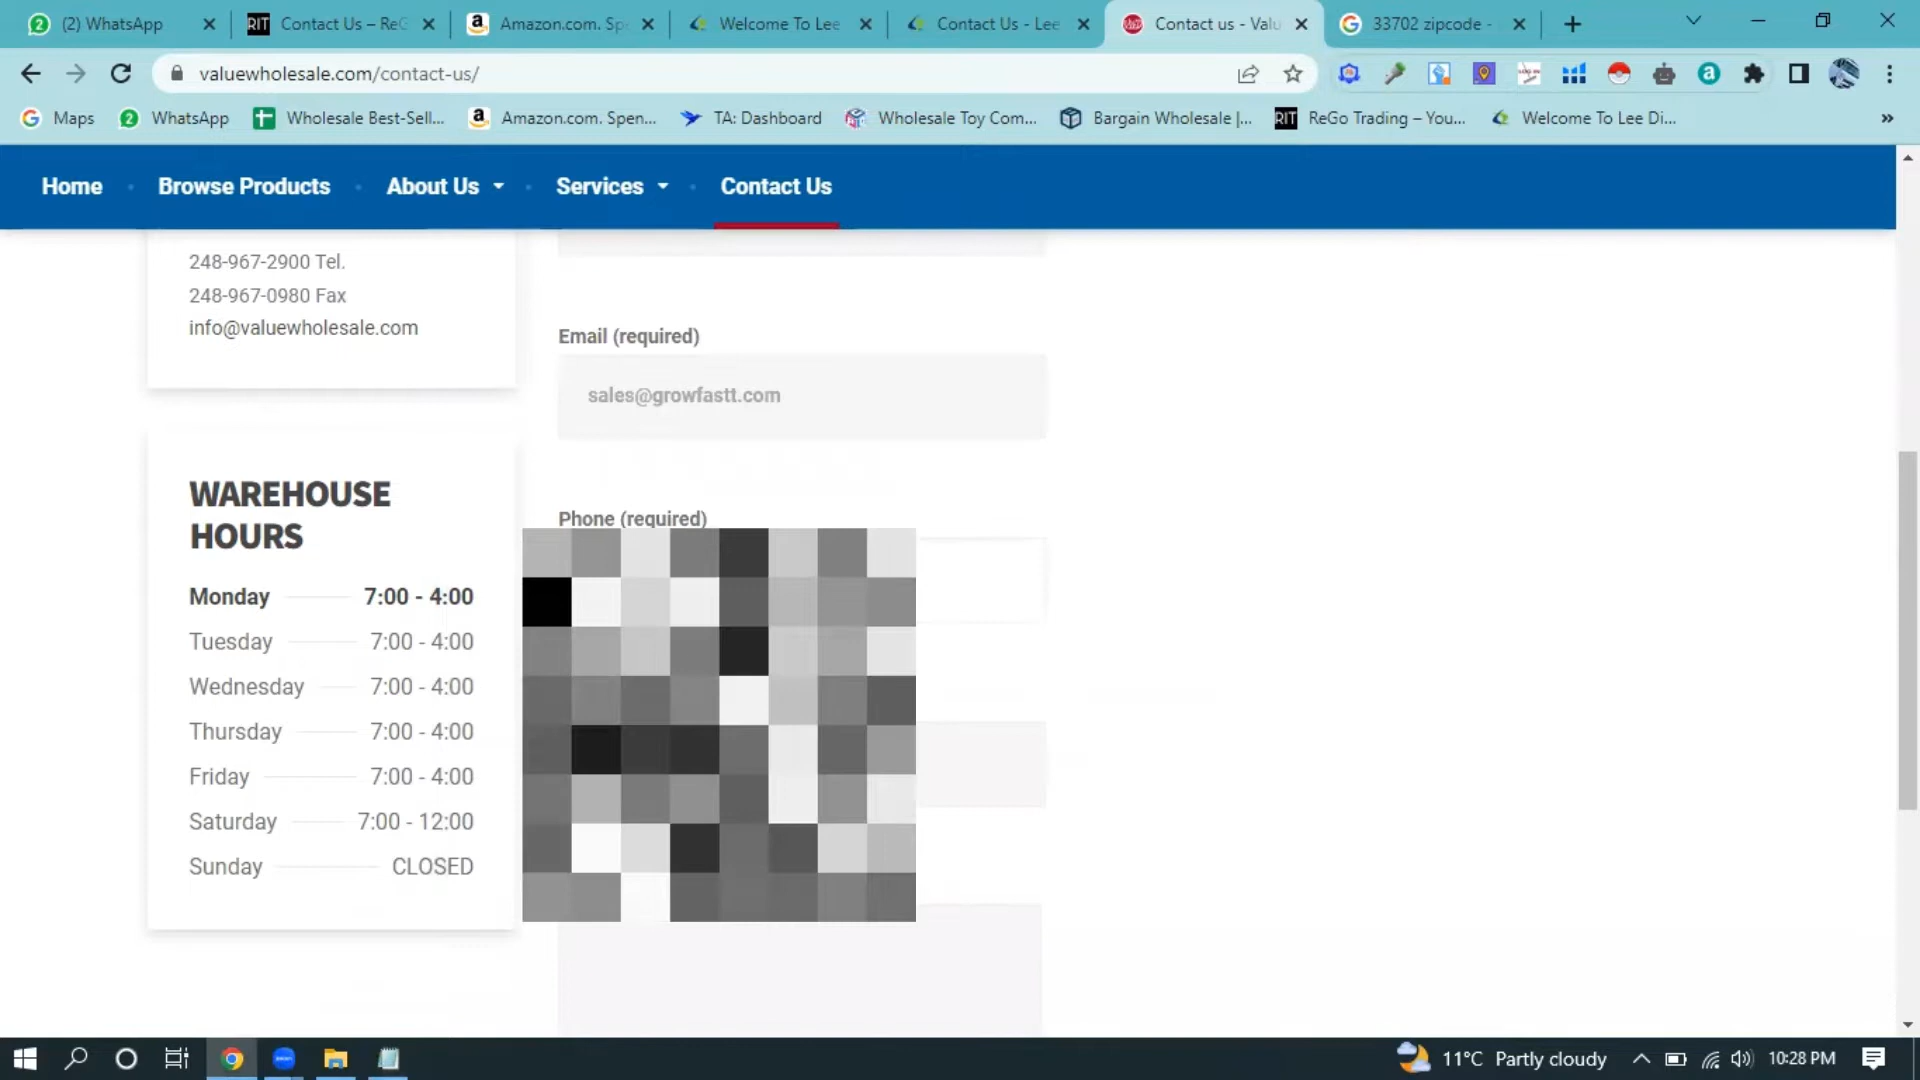 (2) WhatsApp
Contact Us – ReG
Amazon.com. Sp
Welcome To Lee
Contact Us - Lee
Contact us - Valu
33702 zipcode -
valuewholesale.com/contact-us/
Maps
WhatsApp
Wholesale Best-Sell...
Amazon.com. Spen...
TA: Dashboard
Wholesale Toy Com...
Bargain Wholesale |...
RIT
ReGo Trading – You...
Welcome To Lee Di...
Home
Browse Products
About Us
Services
Contact Us
248-967-2900 Tel.
248-967-0980 Fax
info@valuewholesale.com
WAREHOUSE
HOURS
Monday 7:00 - 4:00
Tuesday 7:00 - 4:00
Wednesday 7:00 - 4:00
Thursday 7:00 - 4:00
Friday 7:00 - 4:00
Saturday 7:00 - 12:00
Sunday CLOSED
Email (required)
sales@growfastt.com
Phone (required)
11°C Partly cloudy
10:28 PM